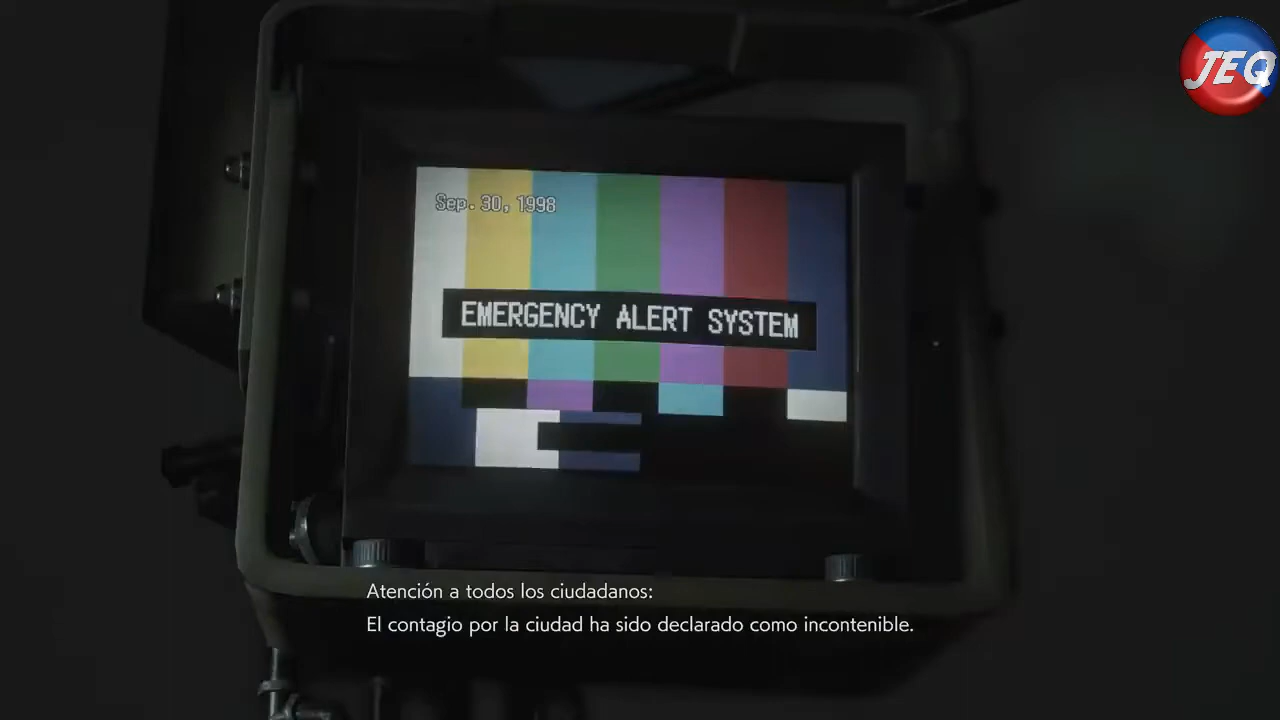 JEQ
Sep. 30, 1998
EMERGENCY ALERT SYSTEM
Atención a todos los ciudadanos:
El contagio por la ciudad ha sido declarado como incontenible.